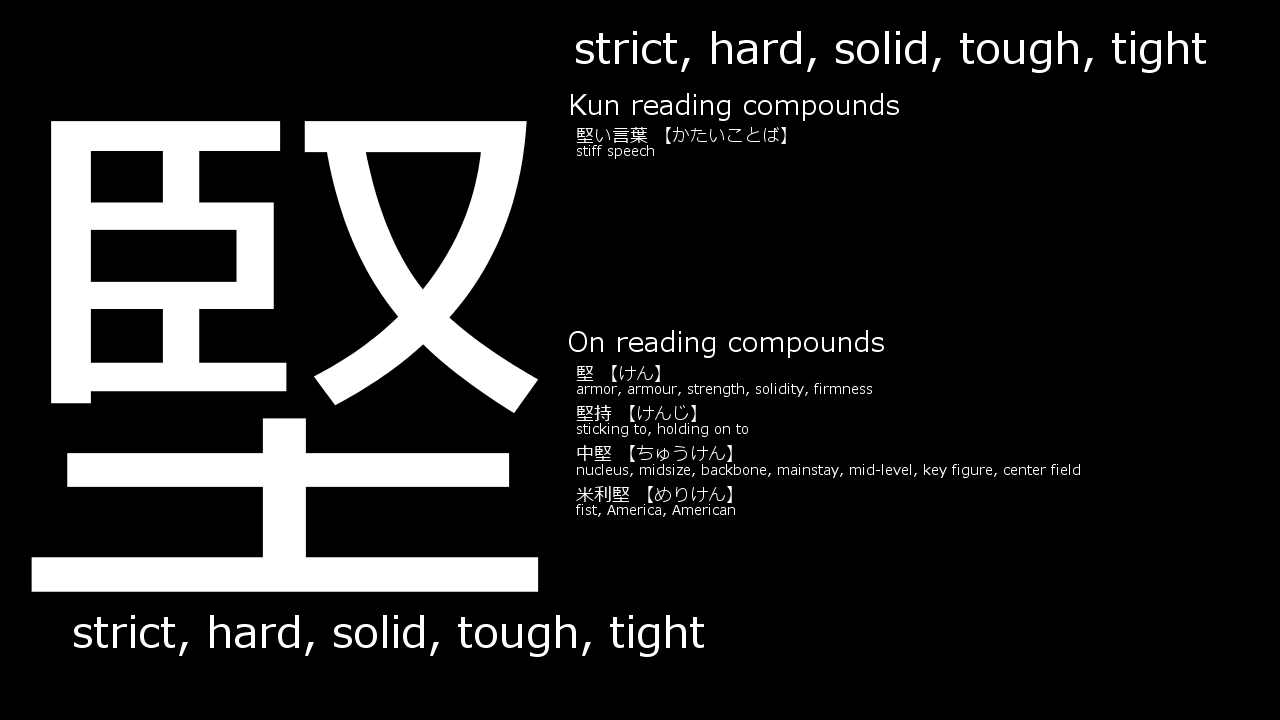 堅
strict, hard, solid, tough, tight
strict, hard, solid, tough, tight
Kun reading compounds
堅い言葉 【かたいことば】
stiff speech
On reading compounds
堅 【けん】
armor, armour, strength, solidity, firmness
堅持 【けんじ】
sticking to, holding on to
中堅 【ちゅうけん】
nucleus, midsize, backbone, mainstay, mid-level, key figure, center field
米利堅 【めりけん】
fist, America, American